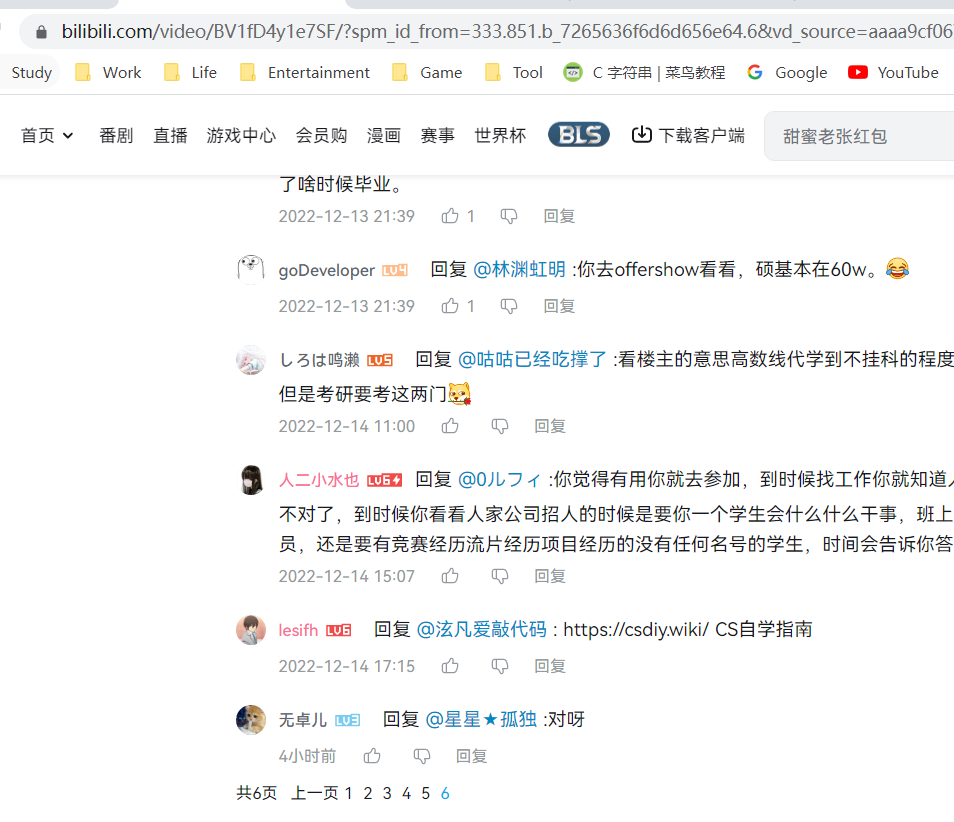 bilibili.com/video/BV1fD4y1e7SF/?spm_id_from=333.851.b_7265636f6d6d656e64.6&vd_source=aaaa9cf06
Study Work Life Entertainment Game Tool C 字符串 | 菜鸟教程 Google YouTube
首页 番剧 直播 游戏中心 会员购 漫画 赛事 世界杯 BLS 下载客户端 甜蜜老张红包
了啥时候毕业。
2022-12-13 21:39 1 回复
goDeveloper LV4 回复 @林渊虹明 :你去offershow看看，硕基本在60w。
2022-12-13 21:39 1 回复
しろは鸣濑 LV5 回复 @咕咕已经吃撑了 :看楼主的意思高数线代学到不挂科的程度
但是考研要考这两门
2022-12-14 11:00 回复
人二小水也 LV6 回复 @0ルフィ :你觉得有用你就去参加，到时候找工作你就知道
不对了，到时候你看看人家公司招人的时候是要你一个学生会什么什么干事，班上
员，还是要有竞赛经历流片经历项目经历的没有任何名号的学生，时间会告诉你答
2022-12-14 15:07 回复
lesifh LV6 回复 @泫凡爱敲代码 : https://csdiy.wiki/ CS自学指南
2022-12-14 17:15 回复
无卓儿 LV3 回复 @星星★孤独 :对呀
4小时前 回复
共6页 上一页 1 2 3 4 5 6